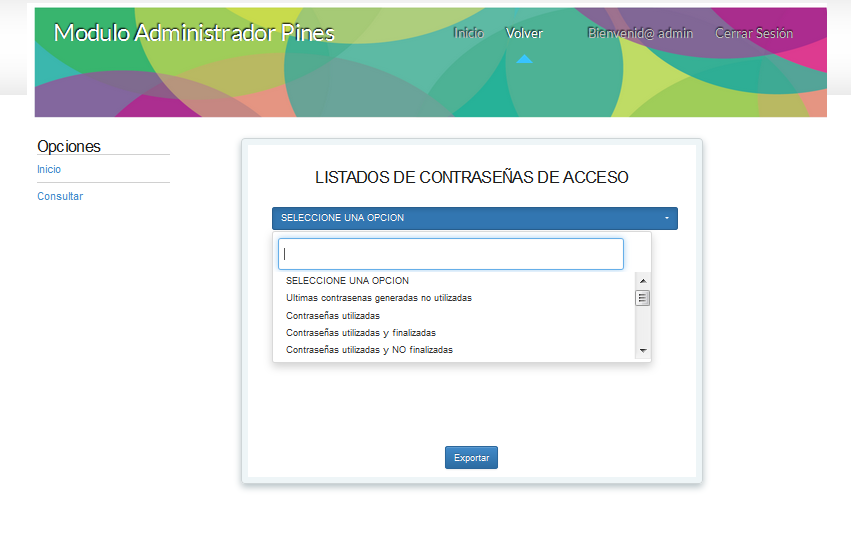 Modulo Administrador Pines
Inicio Volver Bienvenid@ admin Cerrar Sesión
Opciones
Inicio
Consultar
LISTADOS DE CONTRASEÑAS DE ACCESO
SELECCIONE UNA OPCION
SELECCIONE UNA OPCION
Ultimas contrasenas generadas no utilizadas
Contraseñas utilizadas
Contraseñas utilizadas y finalizadas
Contraseñas utilizadas y NO finalizadas
Exportar